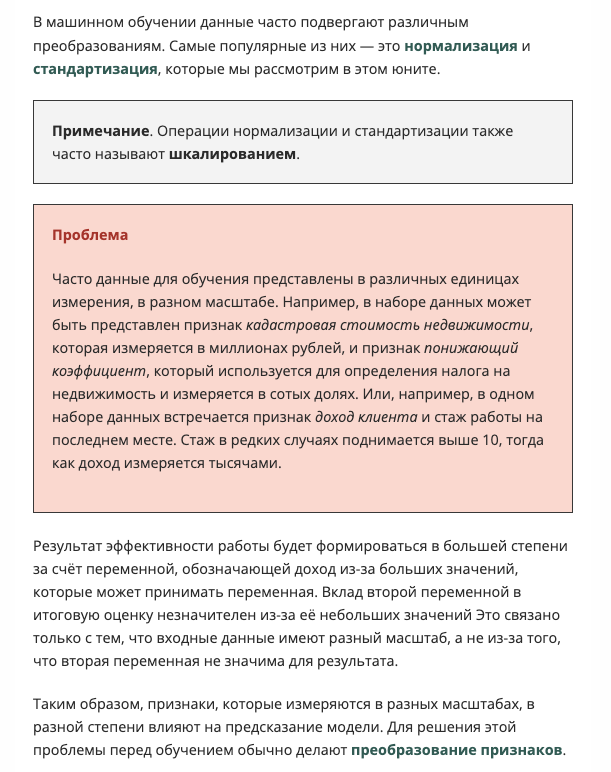 В машинном обучении данные часто подвергают различным
преобразованиям. Самые популярные из них — это нормализация и
стандартизация, которые мы рассмотрим в этом юните.
Примечание. Операции нормализации и стандартизации также
часто называют шкалированием.
Проблема
Часто данные для обучения представлены в различных единицах
измерения, в разном масштабе. Например, в наборе данных может
быть представлен признак кадастровая стоимость недвижимости,
которая измеряется в миллионах рублей, и признак понижающий
коэффициент, который используется для определения налога на
недвижимость и измеряется в сотых долях. Или, например, в одном
наборе данных встречается признак доход клиента и стаж работы на
последнем месте. Стаж в редких случаях поднимается выше 10, тогда
как доход измеряется тысячами.
Результат эффективности работы будет формироваться в большей степени
за счёт переменной, обозначающей доход из-за больших значений,
которые может принимать переменная. Вклад второй переменной в
итоговую оценку незначителен из-за её небольших значений Это связано
только с тем, что входные данные имеют разный масштаб, а не из-за того,
что вторая переменная не значима для результата.
Таким образом, признаки, которые измеряются в разных масштабах, в
разной степени влияют на предсказание модели. Для решения этой
проблемы перед обучением обычно делают преобразование признаков.